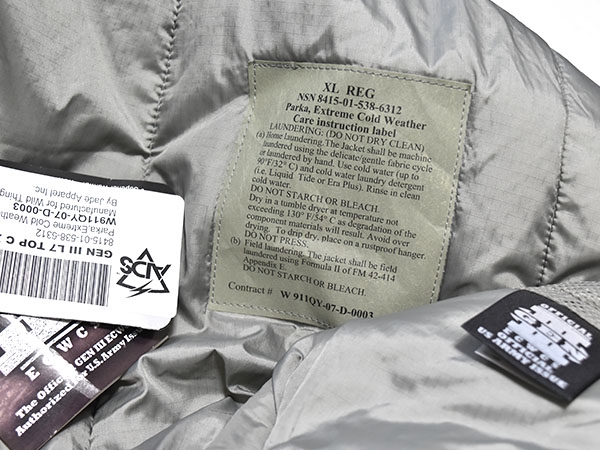 XL REG
NSN 8415-01-538-6312
Parka, Extreme Cold Weather
Care instruction label
LAUNDERING: (DO NOT DRY CLEAN)
(a) Home laundering. The Jacket shall be machine
laundered using the delicate/gentle fabric cycle
or laundered by hand. Use cold water (up to
90°F/32° C) and cold water laundry detergent
(i.e. Liquid Tide or Era Plus). Rinse in clean
cold water.
DO NOT STARCH or BLEACH.
Dry in a tumble dryer at temperature not
exceeding 130° F/54° C as degradation of the
component materials will result. Avoid over
drying. To drip dry, place on a rustproof hanger.
DO NOT PRESS.
(b) Field laundering. The jacket shall be field
laundered using Formula II of FM 42-414
Appendix E.
DO NOT STARCH or BLEACH.
Contract # W 911QY-07-D-0003
GEN III L7 TOP C
8415-01-538-5312
Parka,Extreme Cold Weath
W911QY-07-D-0003
Manufactured for Wild Thing
By Jade Apparel Inc.
ADS
EWC
The Offic
GEN III ECW
Authorized for U.S. Army Is